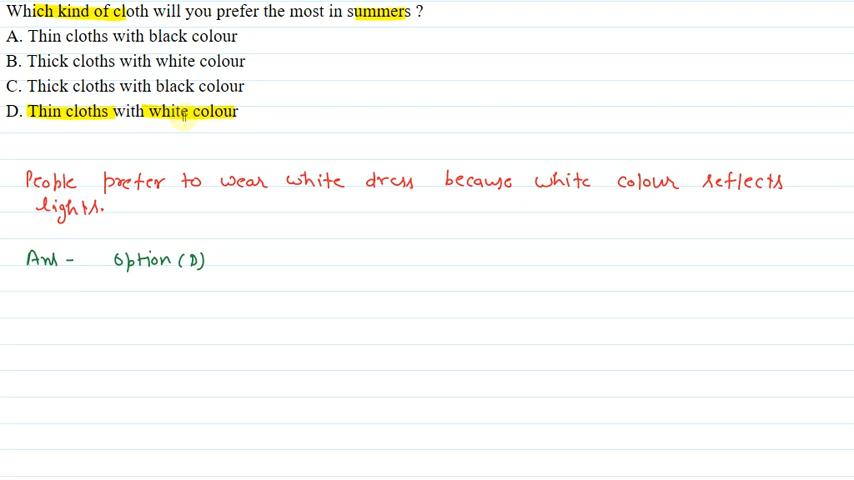 Which kind of cloth will you prefer the most in summers ?
A. Thin cloths with black colour
B. Thick cloths with white colour
C. Thick cloths with black colour
D. Thin cloths with white colour
People prefer to wear white dress because white colour reflects
lights.
Ans - option (D)